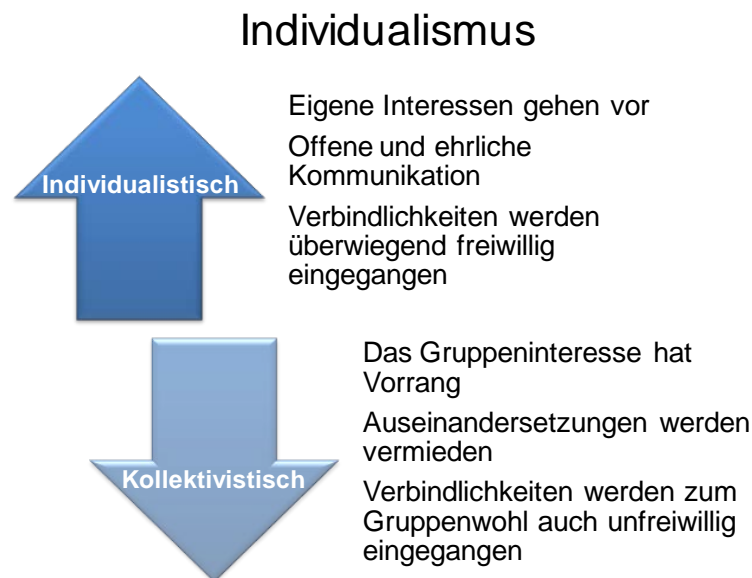 Individualismus
Individualistisch
Eigene Interessen gehen vor
Offene und ehrliche
Kommunikation
Verbindlichkeiten werden
überwiegend freiwillig
eingegangen
Kollektivistisch
Das Gruppeninteresse hat
Vorrang
Auseinandersetzungen werden
vermieden
Verbindlichkeiten werden zum
Gruppenwohl auch unfreiwillig
eingegangen